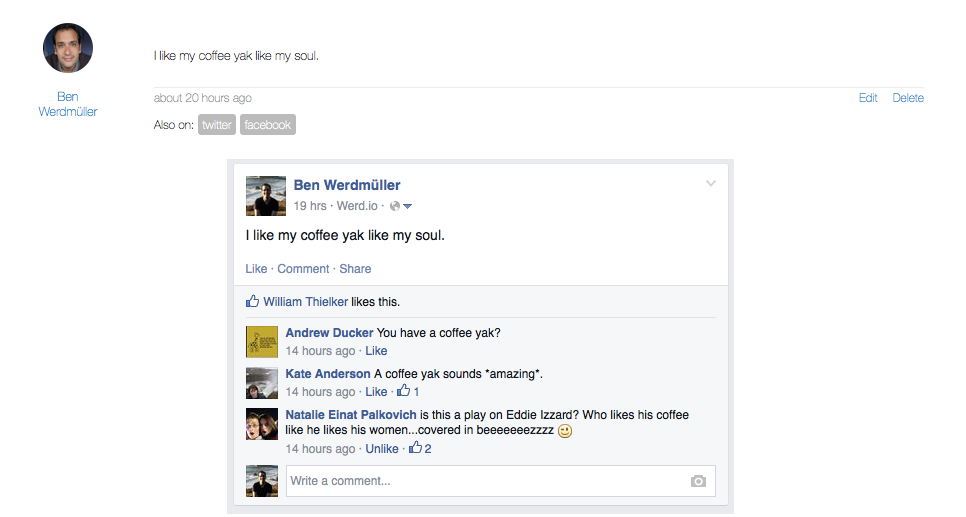 I like my coffee yak like my soul.
Ben
Werdmüller
about 20 hours ago
Edit Delete
Also on: twitter facebook
Ben Werdmüller
19 hrs · Werd.io ·
I like my coffee yak like my soul.
Like · Comment · Share
William Thielker likes this.
Andrew Ducker You have a coffee yak?
14 hours ago · Like
Kate Anderson A coffee yak sounds *amazing*.
14 hours ago · Like · 1
Natalie Einat Palkovich is this a play on Eddie Izzard? Who likes his coffee
like he likes his women...covered in beeeeeeezzzz
14 hours ago · Unlike · 2
Write a comment...